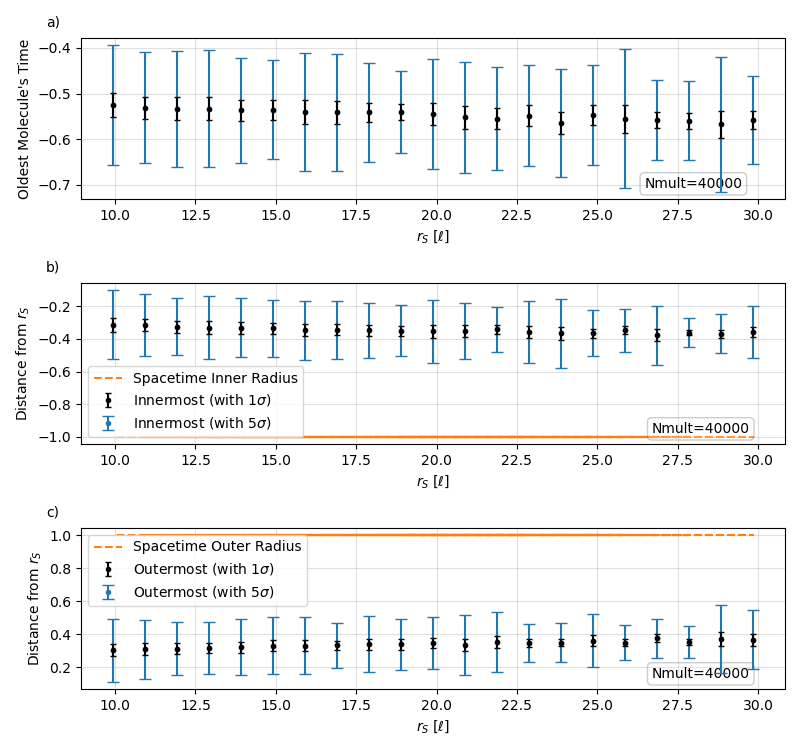 a)
Oldest Molecule's Time
−0.4
−0.5
−0.6
−0.7
Nmult=40000
10.0 12.5 15.0 17.5 20.0 22.5 25.0 27.5 30.0
r_S [ℓ]
b)
Distance from r_S
−0.2
−0.4
−0.6
−0.8
−1.0
Spacetime Inner Radius
Innermost (with 1σ)
Innermost (with 5σ)
Nmult=40000
10.0 12.5 15.0 17.5 20.0 22.5 25.0 27.5 30.0
r_S [ℓ]
c)
Distance from r_S
1.0
0.8
0.6
0.4
0.2
Spacetime Outer Radius
Outermost (with 1σ)
Outermost (with 5σ)
Nmult=40000
10.0 12.5 15.0 17.5 20.0 22.5 25.0 27.5 30.0
r_S [ℓ]